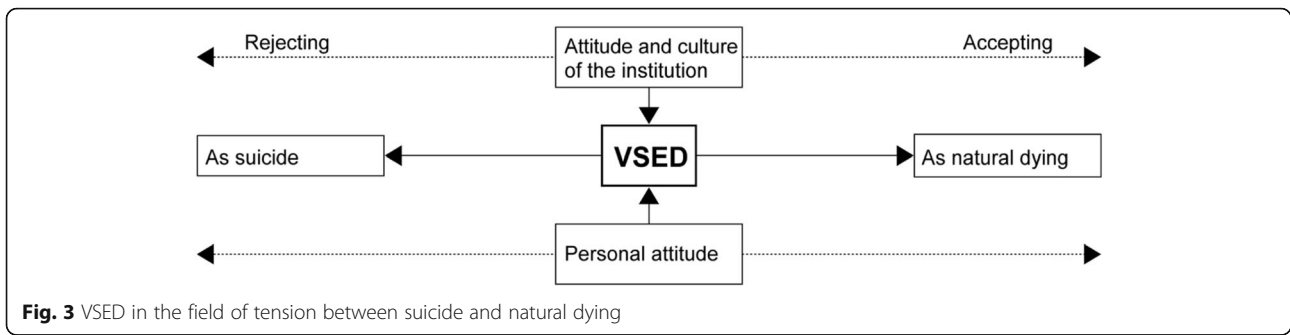 Rejecting
Attitude and culture
of the institution
Accepting
As suicide
VSED
As natural dying
Personal attitude
Fig. 3 VSED in the field of tension between suicide and natural dying